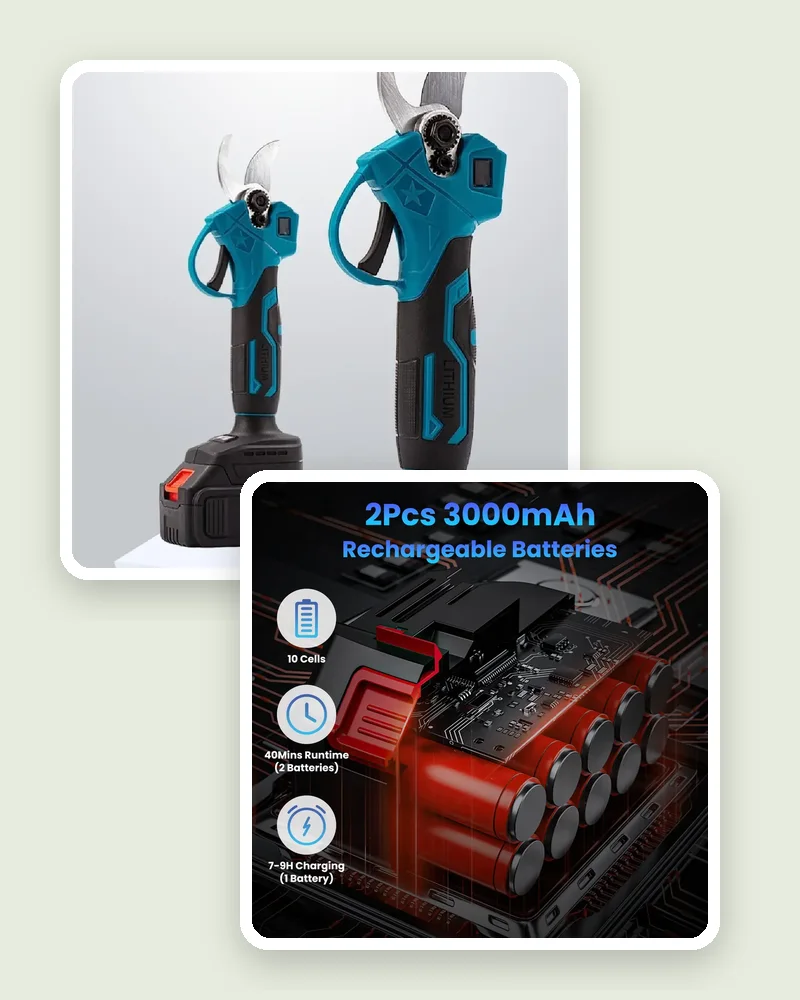 LITHIUM
2Pcs 3000mAh
Rechargeable Batteries
10 Cells
40Mins Runtime
(2 Batteries)
7-9H Charging
(1 Battery)